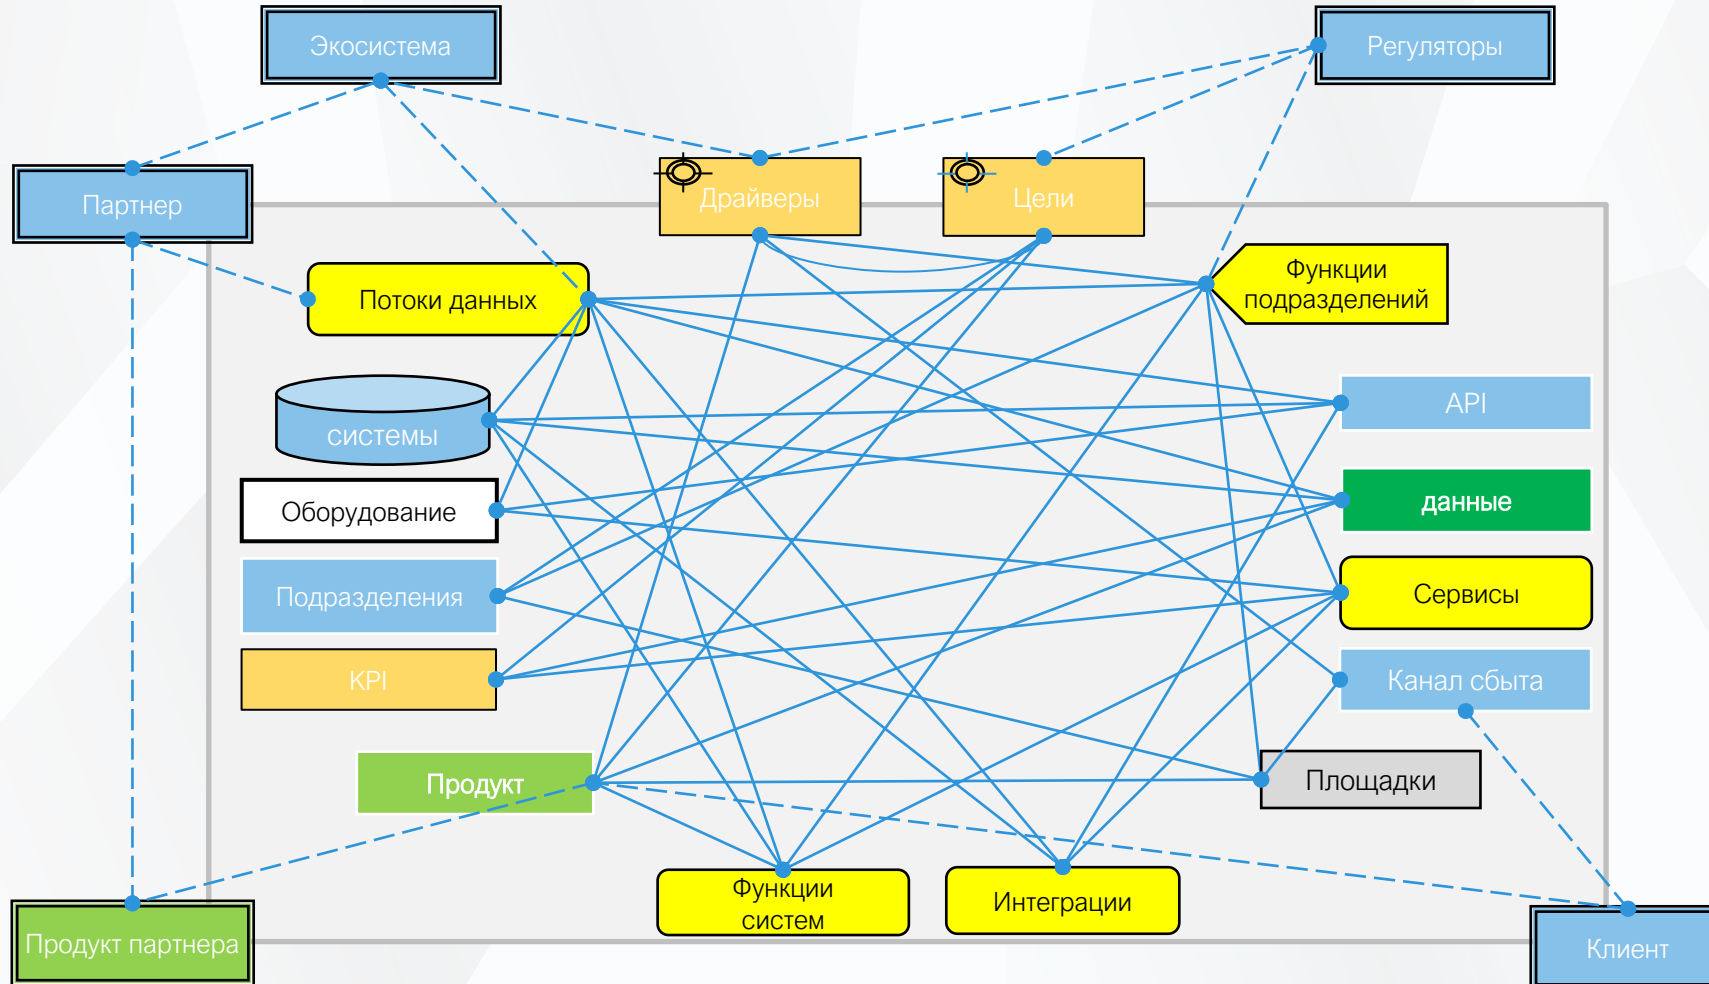 Экосистема
Регуляторы
Партнер
Драйверы
Цели
Функции
подразделений
Потоки данных
API
системы
данные
Оборудование
Подразделения
Сервисы
KPI
Канал сбыта
Продукт
Площадки
Функции
систем
Интеграции
Продукт партнера
Клиент